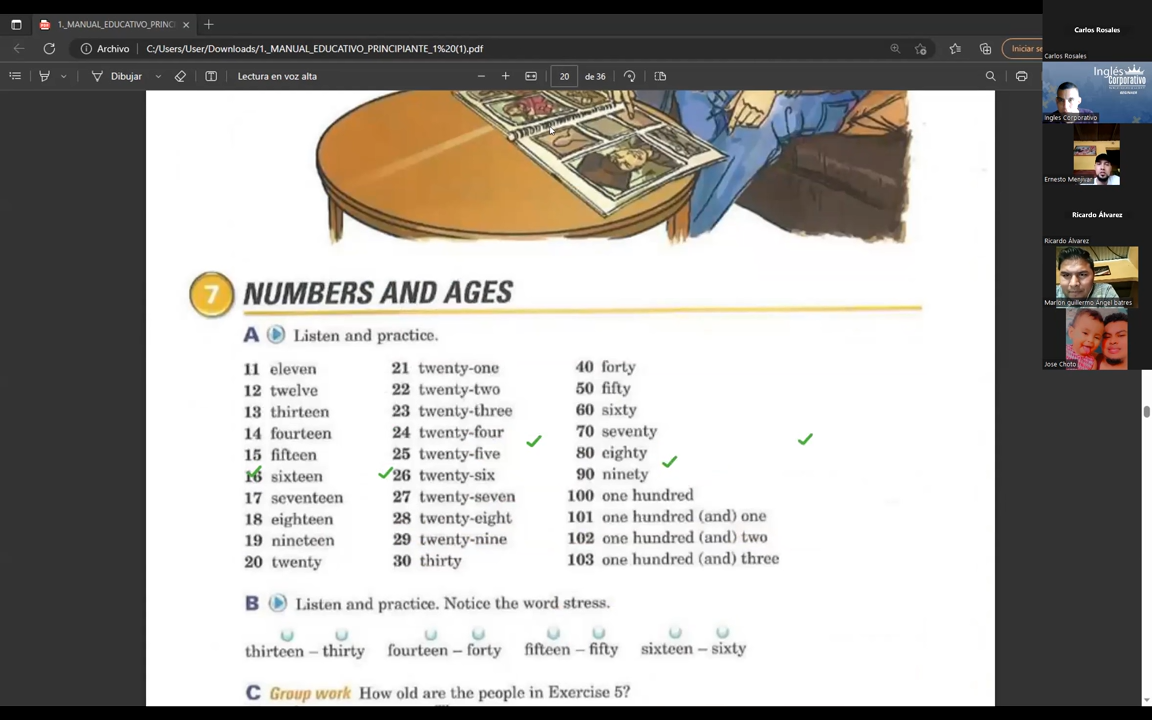 1._MANUAL_EDUCATIVO_PRINC
Archivo
C:/Users/User/Downloads/1._MANUAL_EDUCATIVO_PRINCIPIANTE_1%20(1).pdf
Iniciar se
Dibujar
Lectura en voz alta
20
de 36
7 NUMBERS AND AGES
A Listen and practice.
11 eleven
12 twelve
13 thirteen
14 fourteen
15 fifteen
16 sixteen
17 seventeen
18 eighteen
19 nineteen
20 twenty
21 twenty-one
22 twenty-two
23 twenty-three
24 twenty-four
25 twenty-five
26 twenty-six
27 twenty-seven
28 twenty-eight
29 twenty-nine
30 thirty
40 forty
50 fifty
60 sixty
70 seventy
80 eighty
90 ninety
100 one hundred
101 one hundred (and) one
102 one hundred (and) two
103 one hundred (and) three
B Listen and practice. Notice the word stress.
thirteen – thirty fourteen – forty fifteen – fifty sixteen – sixty
C Group work How old are the people in Exercise 5?
Carlos Rosales
Carlos Rosales
Inglés
Corporativo
Ingles Corporativo
Ernesto Menjivar
Ricardo Álvarez
Ricardo Álvarez
Marlon guillermo Ángel batres
Jose Choto